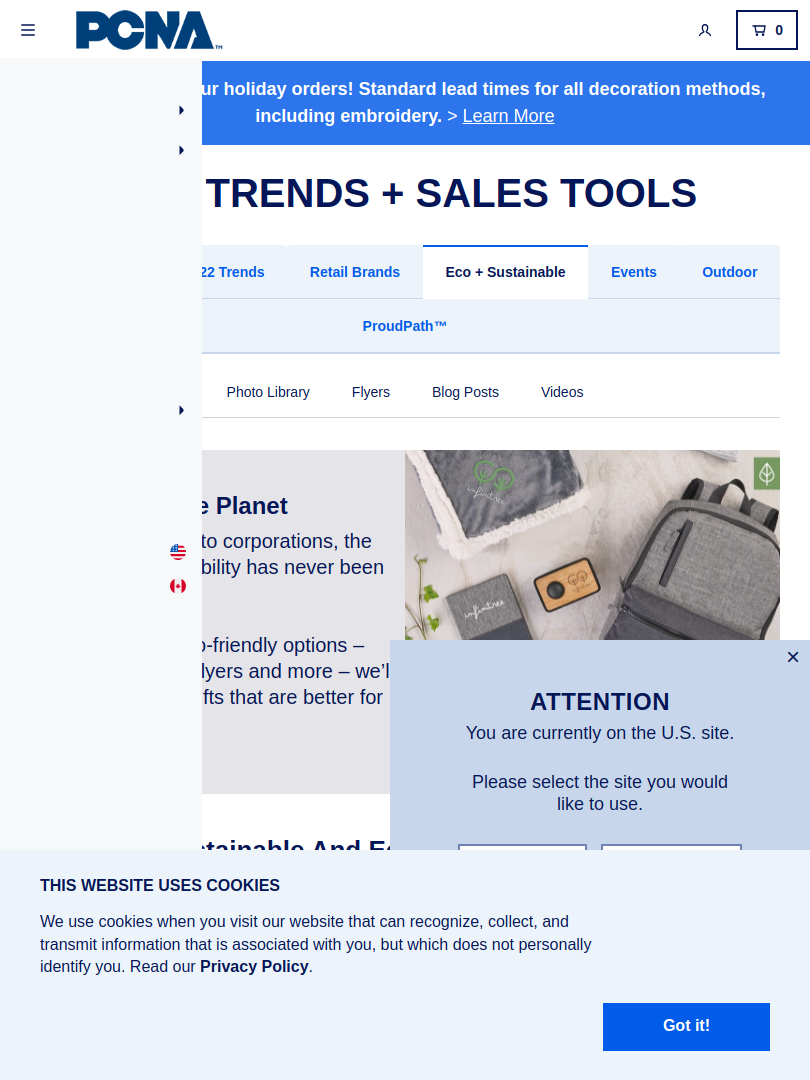 PCNA™
0
ur holiday orders! Standard lead times for all decoration methods,
including embroidery. > Learn More
TRENDS + SALES TOOLS
22 Trends
Retail Brands
Eco + Sustainable
Events
Outdoor
ProudPath™
Photo Library
Flyers
Blog Posts
Videos
e Planet
to corporations, the
bility has never been
o-friendly options –
lyers and more – we'l
fts that are better for
infinitree
infinitree
ATTENTION
You are currently on the U.S. site.
Please select the site you would
like to use.
tainable And Ec
THIS WEBSITE USES COOKIES
We use cookies when you visit our website that can recognize, collect, and
transmit information that is associated with you, but which does not personally
identify you. Read our Privacy Policy.
Got it!